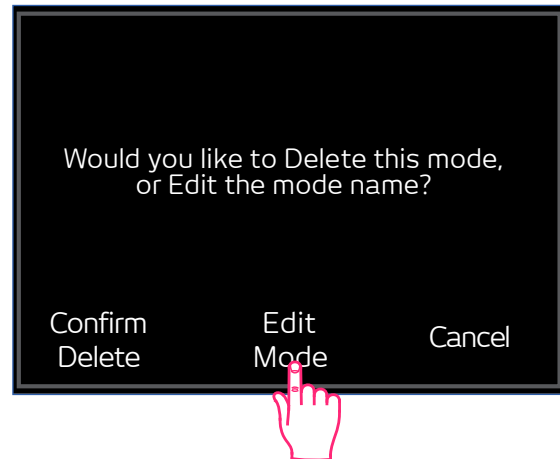 Would you like to Delete this mode,
or Edit the mode name?
Confirm
Delete
Edit
Mode
Cancel